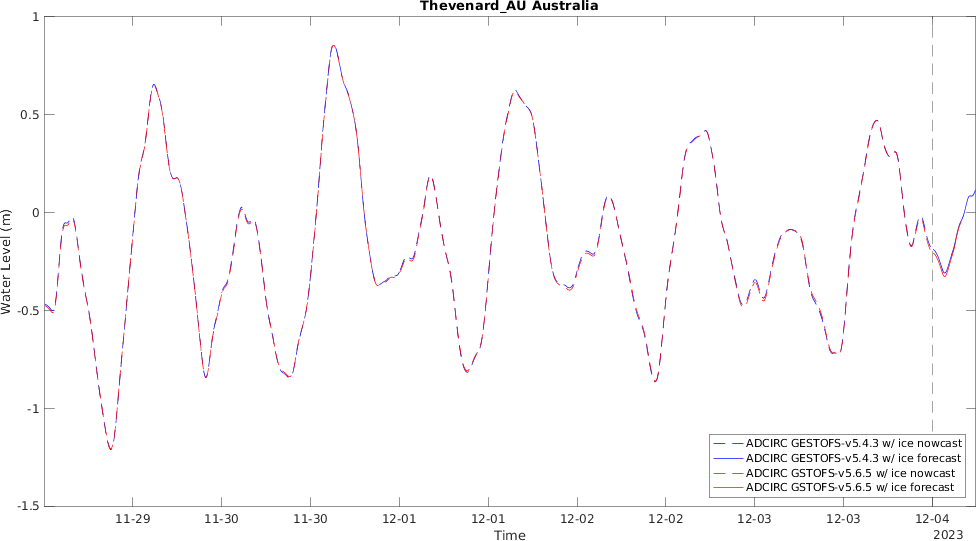 Thevenard_AU Australia
1
0.5
0
-0.5
-1
-1.5
Water Level (m)
11-29
11-30
11-30
12-01
12-01
12-02
12-02
12-03
12-03
12-04
2023
Time
ADCIRC GESTOFS-v5.4.3 w/ ice nowcast
ADCIRC GESTOFS-v5.4.3 w/ ice forecast
ADCIRC GSTOFS-v5.6.5 w/ ice nowcast
ADCIRC GSTOFS-v5.6.5 w/ ice forecast